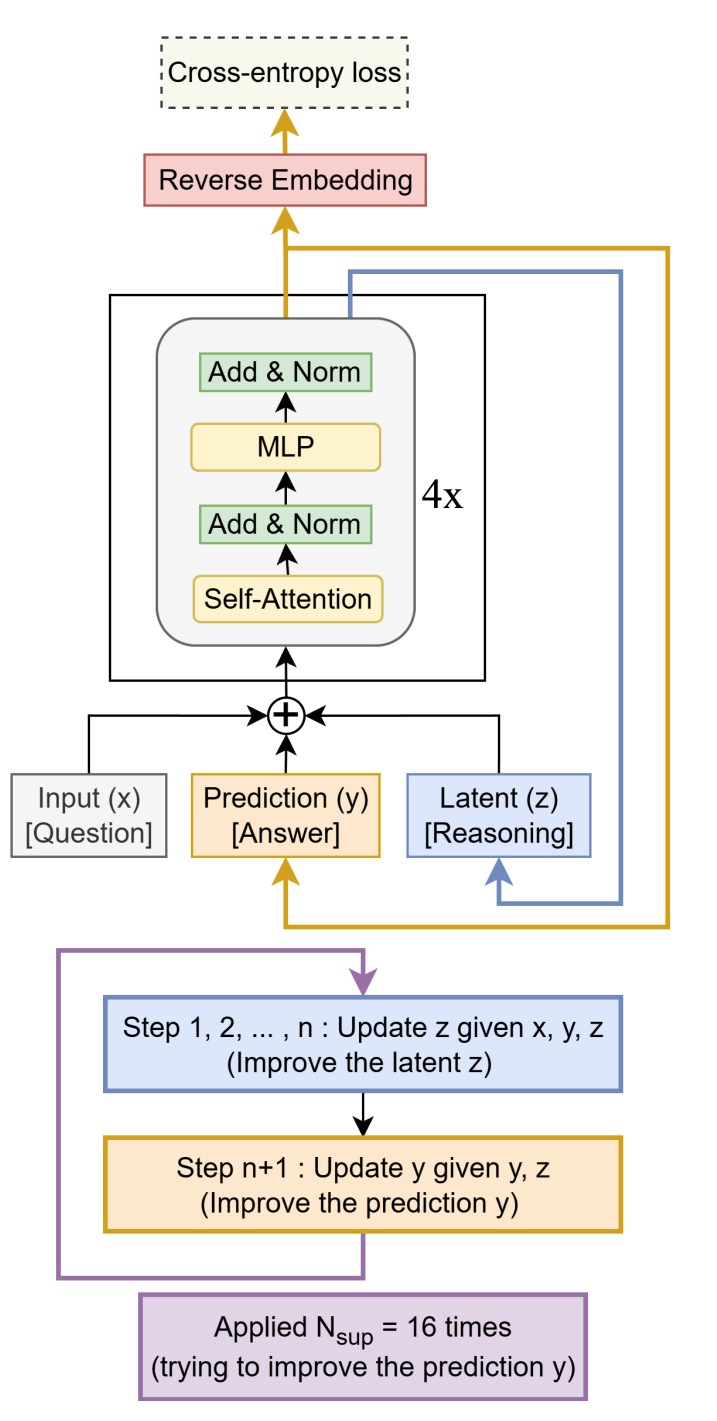 Cross-entropy loss
Reverse Embedding
Add & Norm
MLP
4x
Add & Norm
Self-Attention
+
Input (x)
[Question]
Prediction (y)
[Answer]
Latent (z)
[Reasoning]
Step 1, 2, ... , n : Update z given x, y, z
(Improve the latent z)
Step n+1 : Update y given y, z
(Improve the prediction y)
Applied Nsup = 16 times
(trying to improve the prediction y)